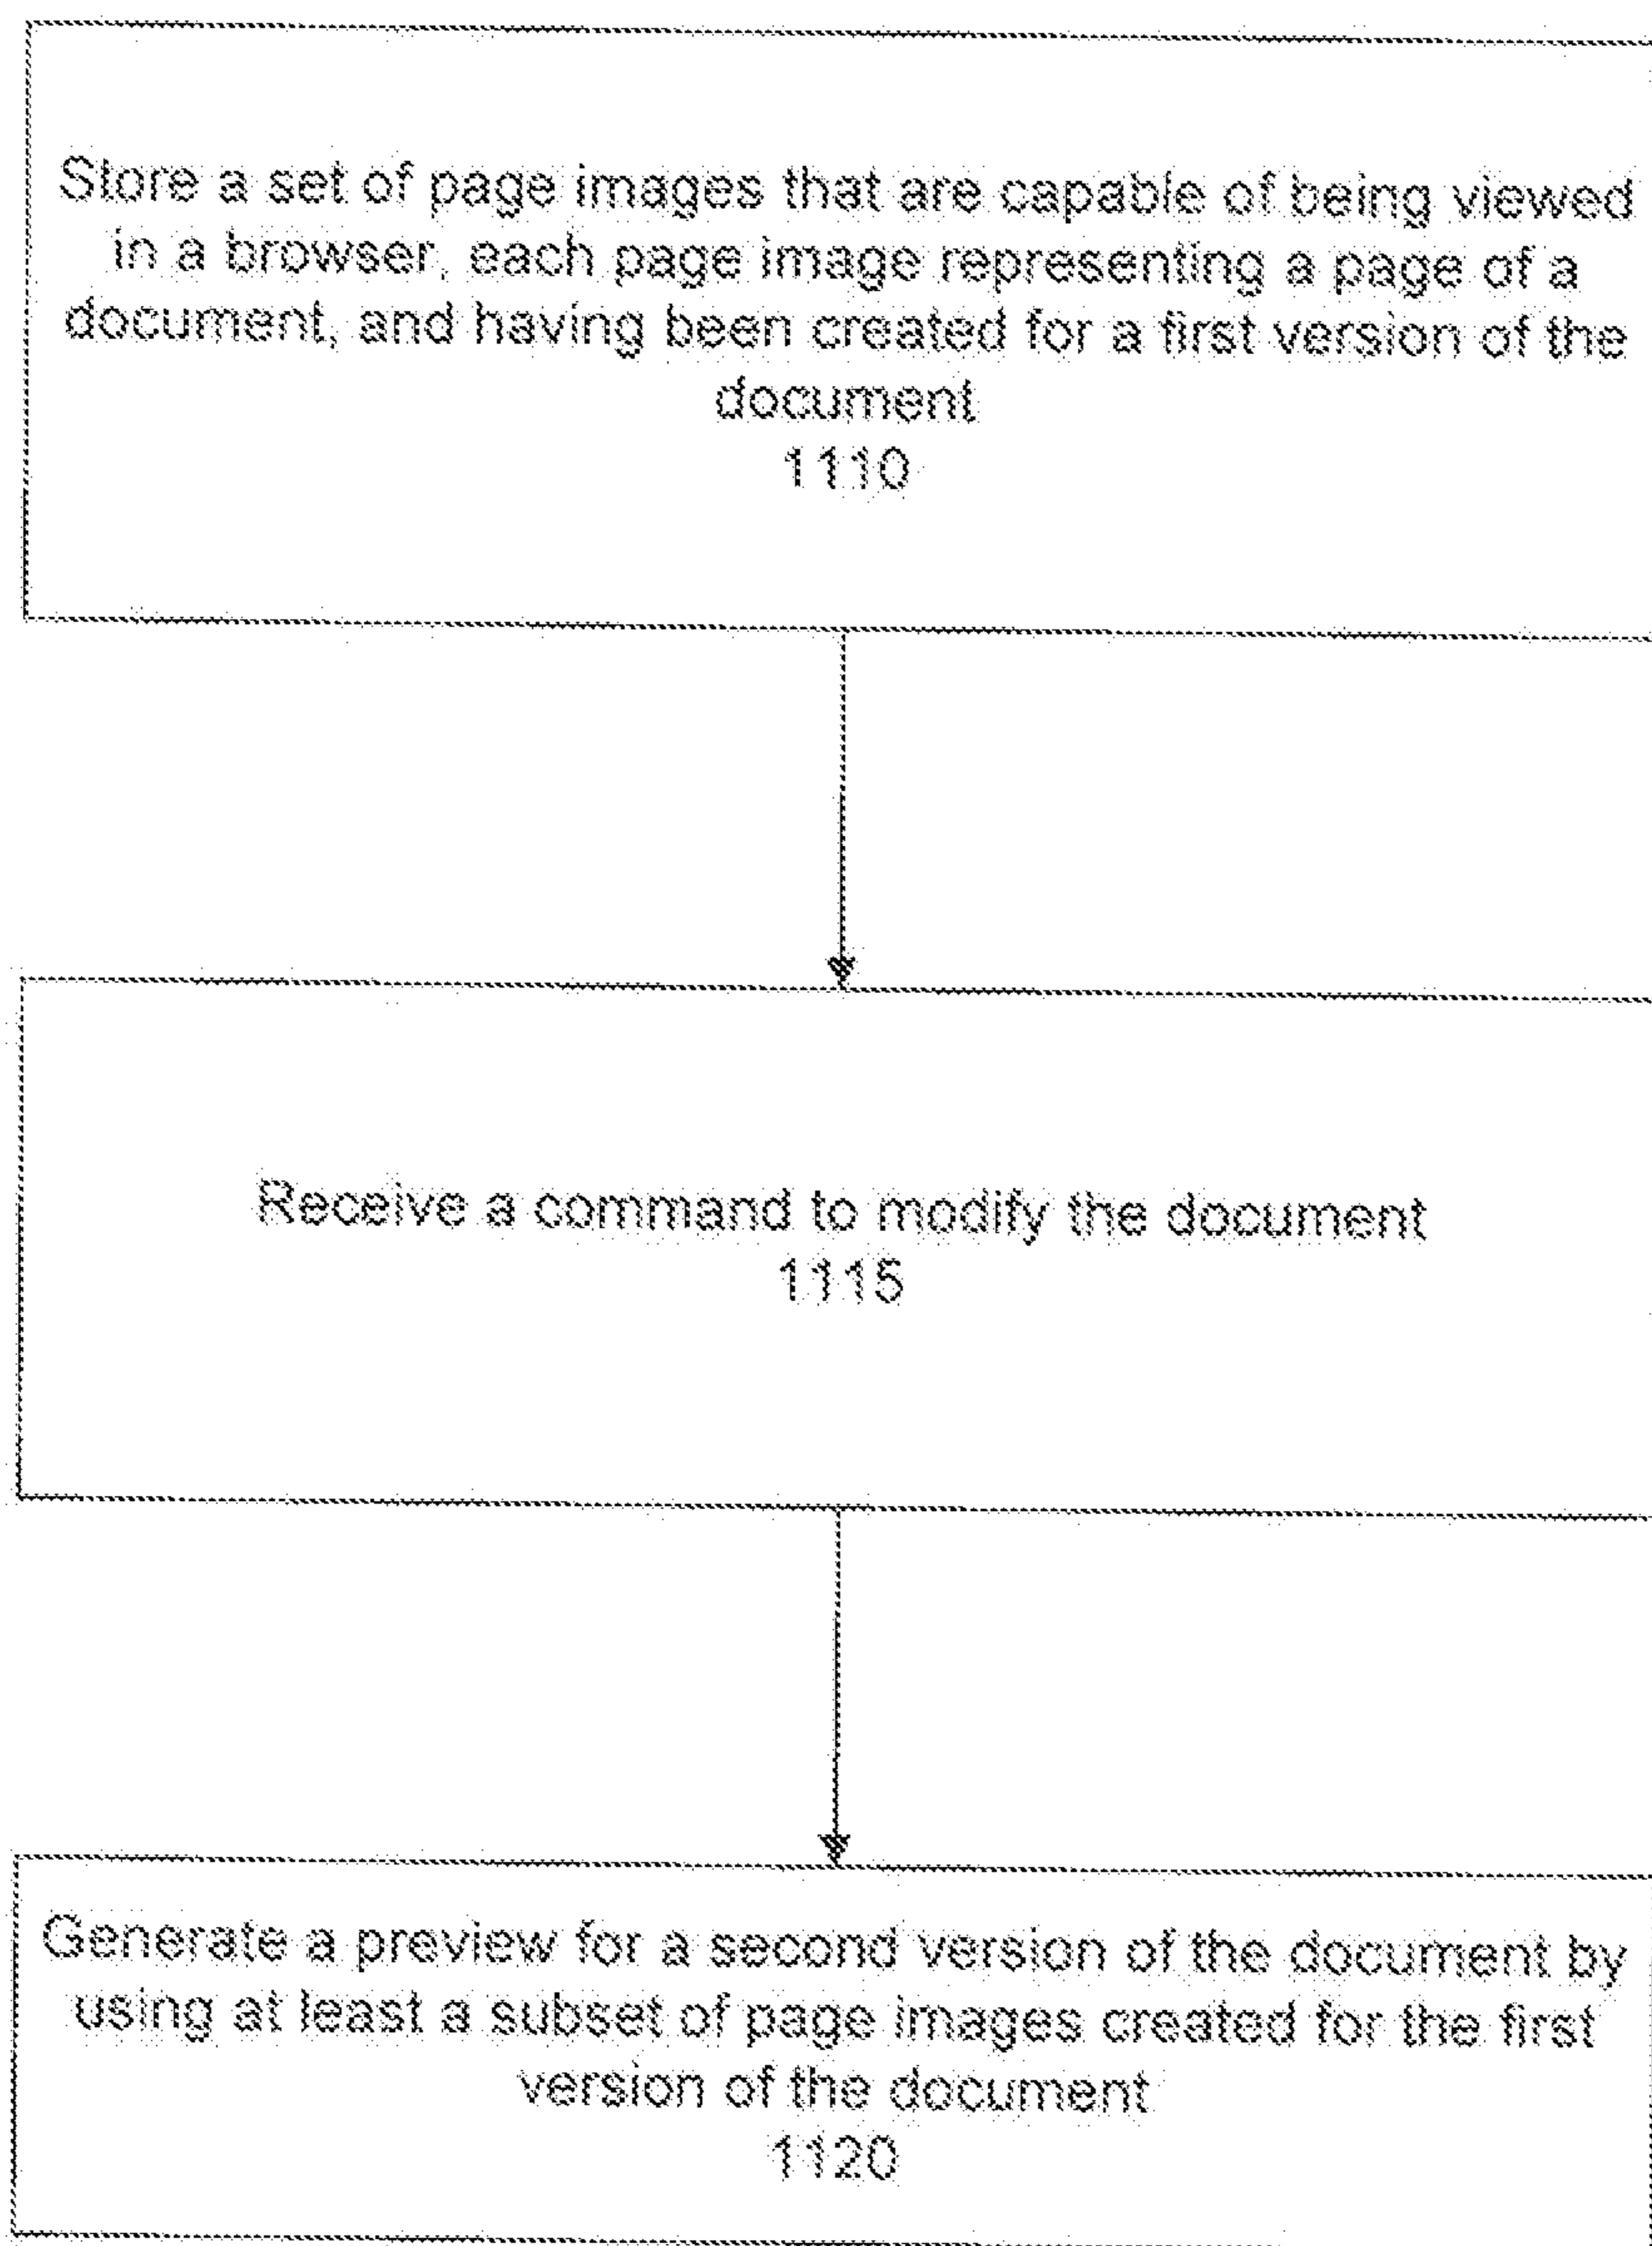 Store a set of page images that are capable of being viewed
in a browser, each page image representing a page of a
document, and having been created for a first version of the
document
1110
Receive a command to modify the document
1115
Generate a preview for a second version of the document by
using at least a subset of page images created for the first
version of the document
1120